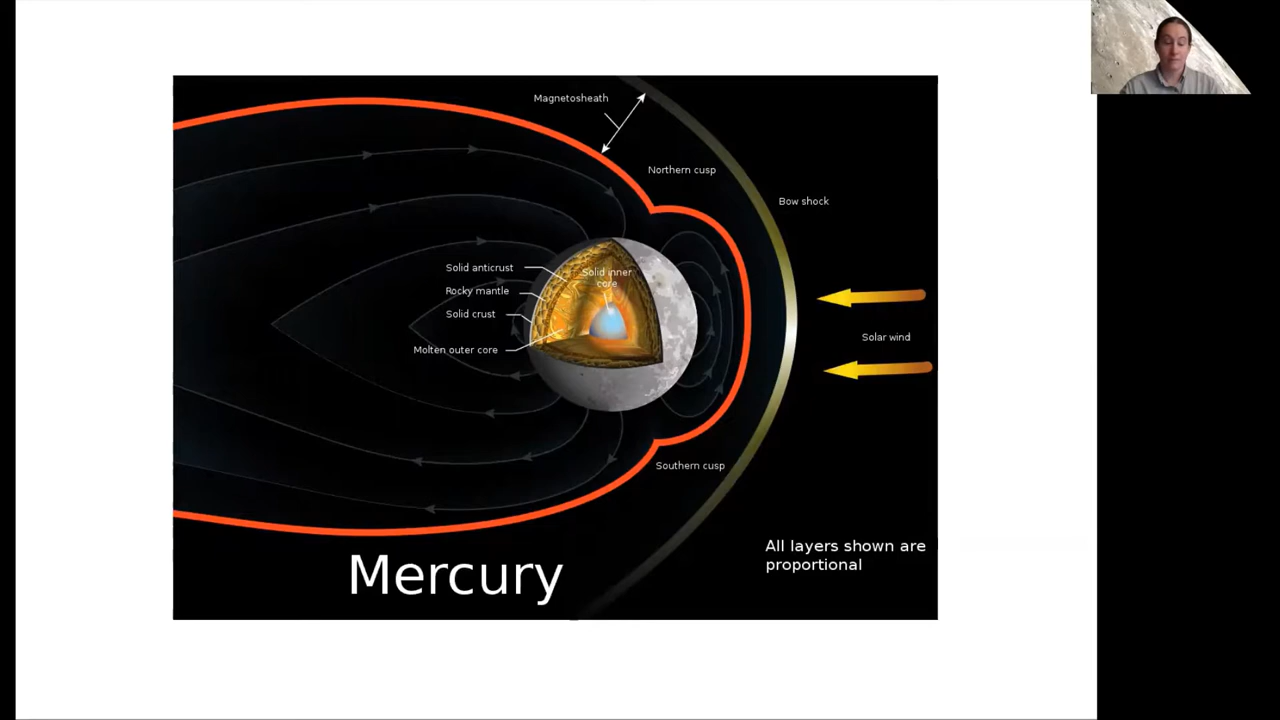 Magnetosheath
Northern cusp
Bow shock
Solid anticrust
Solid inner
core
Rocky mantle
Solid crust
Solar wind
Molten outer core
Southern cusp
All layers shown are
proportional
Mercury